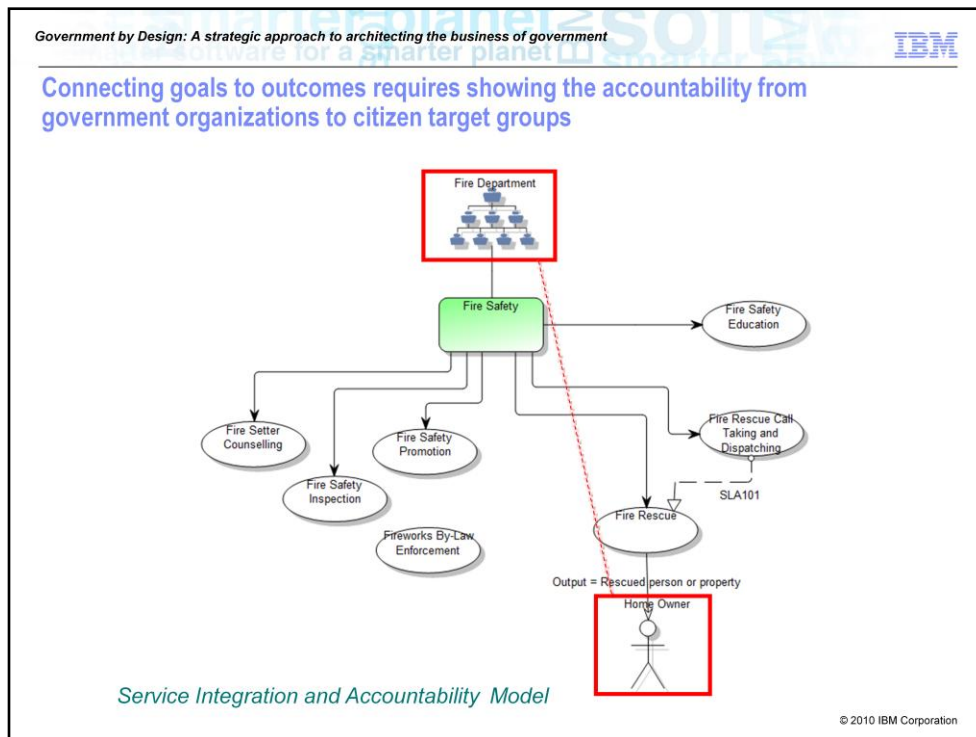 Government by Design: A strategic approach to architecting the business of government
IBM
Connecting goals to outcomes requires showing the accountability from
government organizations to citizen target groups
Fire Department
Fire Safety
Fire Safety
Education
Fire Setter
Counselling
Fire Safety
Promotion
Fire Rescue Call
Taking and
Dispatching
Fire Safety
Inspection
SLA101
Fire Rescue
Fireworks By-Law
Enforcement
Output = Rescued person or property
Home Owner
Service Integration and Accountability Model
© 2010 IBM Corporation